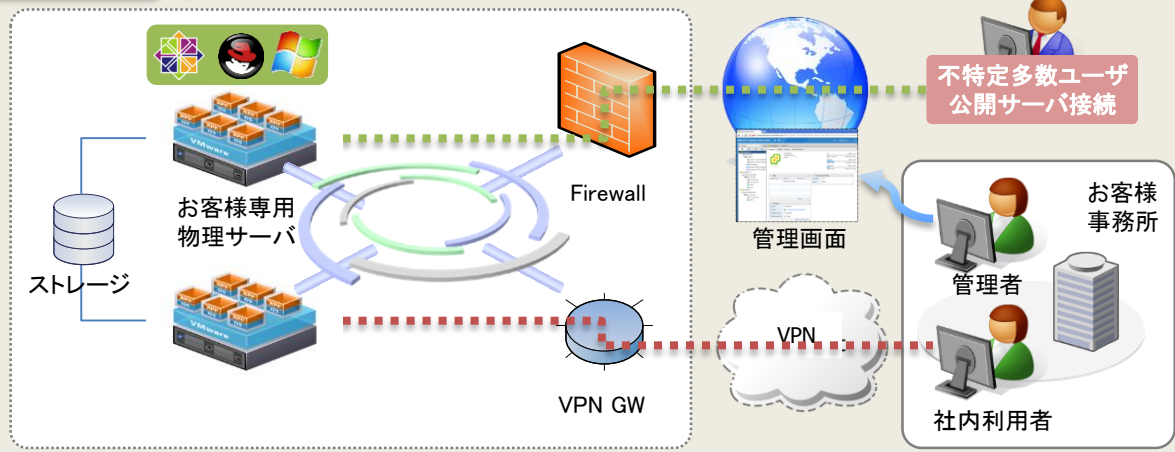 不特定多数ユーザ
公開サーバ接続
VMware
Firewall
お客様専用
物理サーバ
お客様
事務所
管理画面
管理者
ストレージ
VMware
VPN
VPN GW
社内利用者